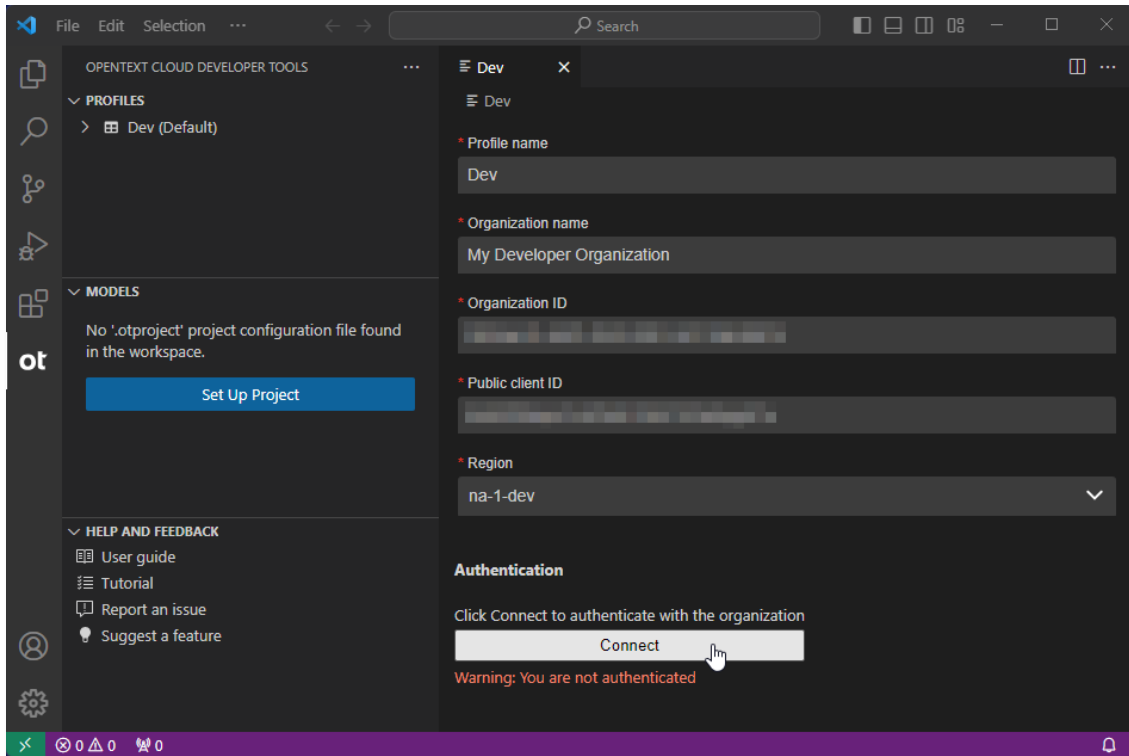 File Edit Selection ··· Search
OPENTEXT CLOUD DEVELOPER TOOLS ···
PROFILES
Dev (Default)
MODELS
No '.otproject' project configuration file found
in the workspace.
Set Up Project
HELP AND FEEDBACK
User guide
Tutorial
Report an issue
Suggest a feature
ot
Dev
Dev
* Profile name
Dev
* Organization name
My Developer Organization
* Organization ID
* Public client ID
* Region
na-1-dev
Authentication
Click Connect to authenticate with the organization
Connect
Warning: You are not authenticated
0 0 0